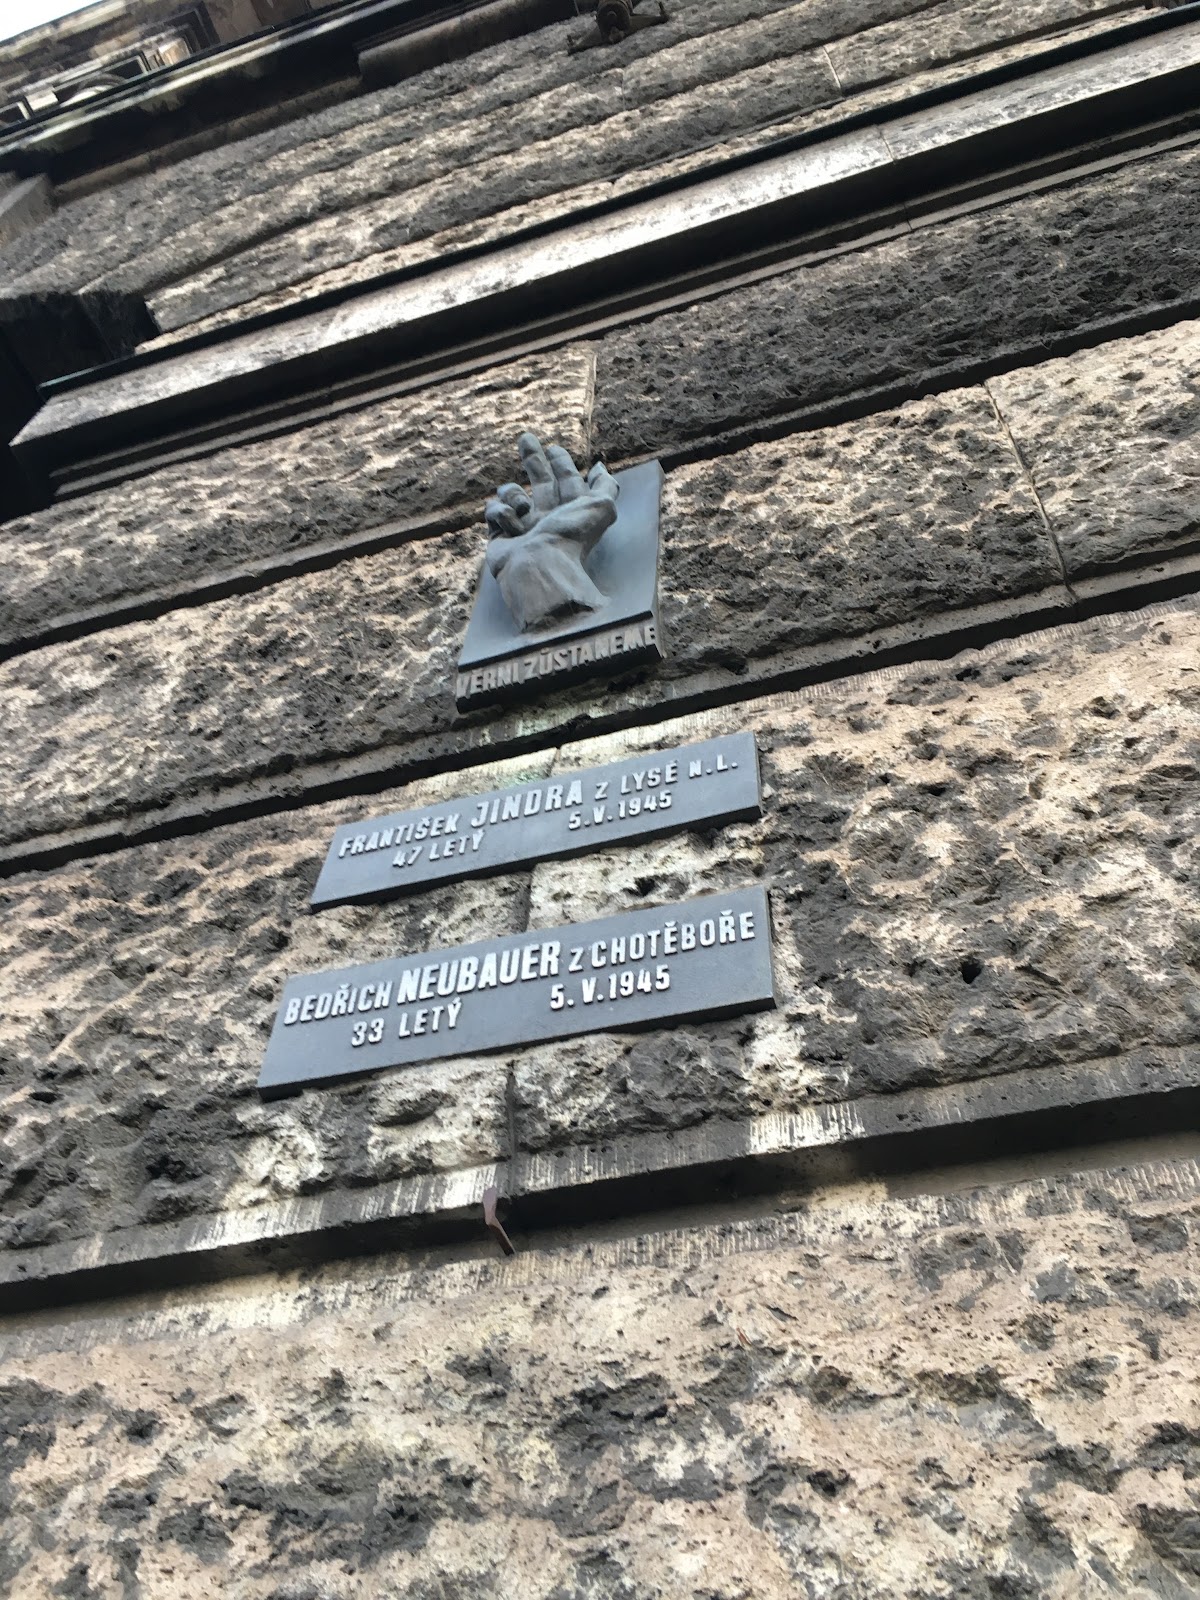 VĚRNI ZŮSTANEME
FRANTIŠEK JINDRA Z LYSÉ N.L.
47 LETÝ 5.V.1945
BEDŘICH NEUBAUER Z CHOTĚBOŘE
33 LETÝ 5.V.1945